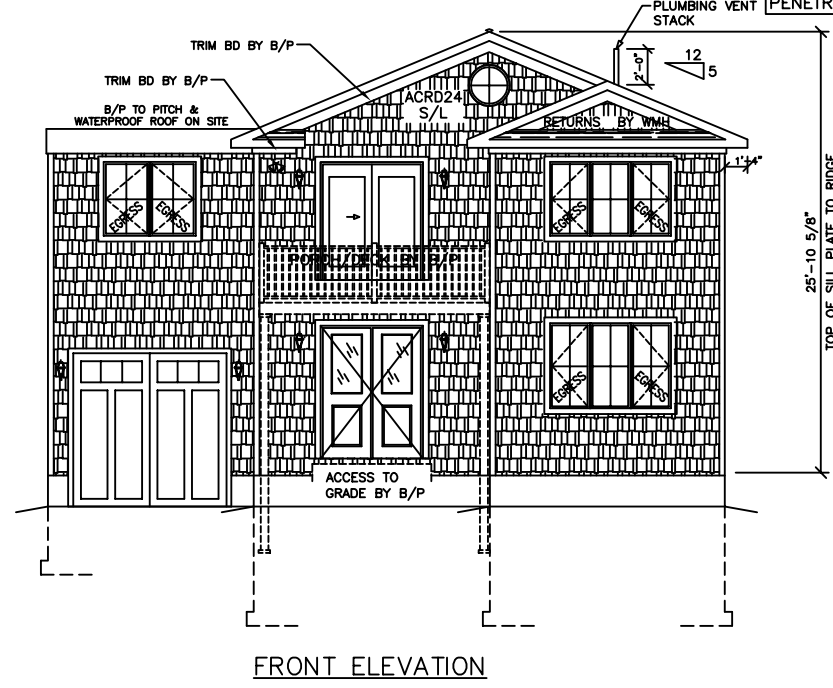 PLUMBING VENT
STACK
PENETR
TRIM BD BY B/P
2'-0"
12
5
TRIM BD BY B/P
ACRD24
S/L
B/P TO PITCH &
WATERPROOF ROOF ON SITE
RETURNS BY WMH
1'-4"
EGRESS
EGRESS
EGRESS
EGRESS
PORCH/DECK BY B/P
25'-10 5/8"
TOP OF SILL PLATE TO RIDGE
EGRESS
EGRESS
ACCESS TO
GRADE BY B/P
FRONT ELEVATION